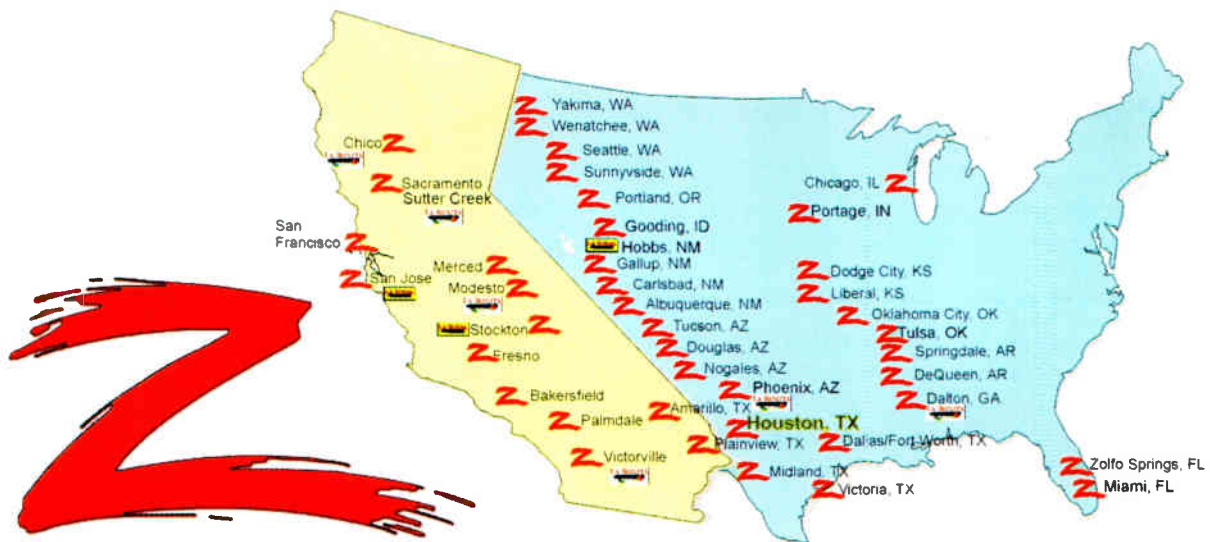 Z
Yakima, WA
Wenatchee, WA
Seattle, WA
Sunnyvside, WA
Portland, OR
Gooding, ID
Hobbs, NM
Gallup, NM
Carlsbad, NM
Albuquerque, NM
Tucson, AZ
Douglas, AZ
Nogales, AZ
Phoenix, AZ
Houston, TX
Chico
Sacramento
Sutter Creek
San
Francisco
San Jose
Merced
Modesto
Stockton
Fresno
Bakersfield
Palmdale
Victorville
Amarillo, TX
Plainview, TX
Midland, TX
Victoria, TX
Dallas/Fort Worth, TX
Chicago, IL
Portage, IN
Dodge City, KS
Liberal, KS
Oklahoma City, OK
Tulsa, OK
Springdale, AR
DeQueen, AR
Dalton, GA
Zolfo Springs, FL
Miami, FL